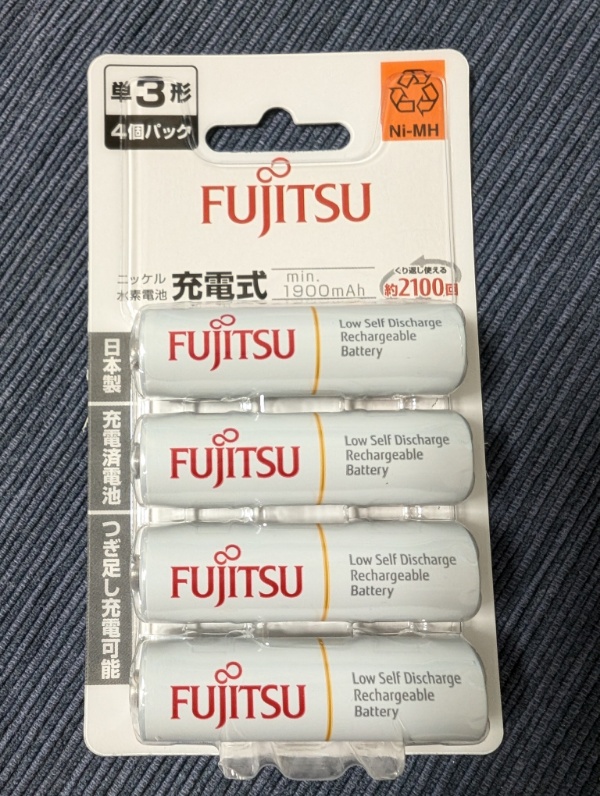 単3形
4個パック
Ni-MH
FUJITSU
ニッケル
水素電池
充電式
min.
1900mAh
くり返し使える
約2100回
日本製
充電済電池
つぎ足し充電可能
FUJITSU
Low Self Discharge
Rechargeable
Battery
FUJITSU
Low Self Discharge
Rechargeable
Battery
FUJITSU
Low Self Discharge
Rechargeable
Battery
FUJITSU
Low Self Discharge
Rechargeable
Battery